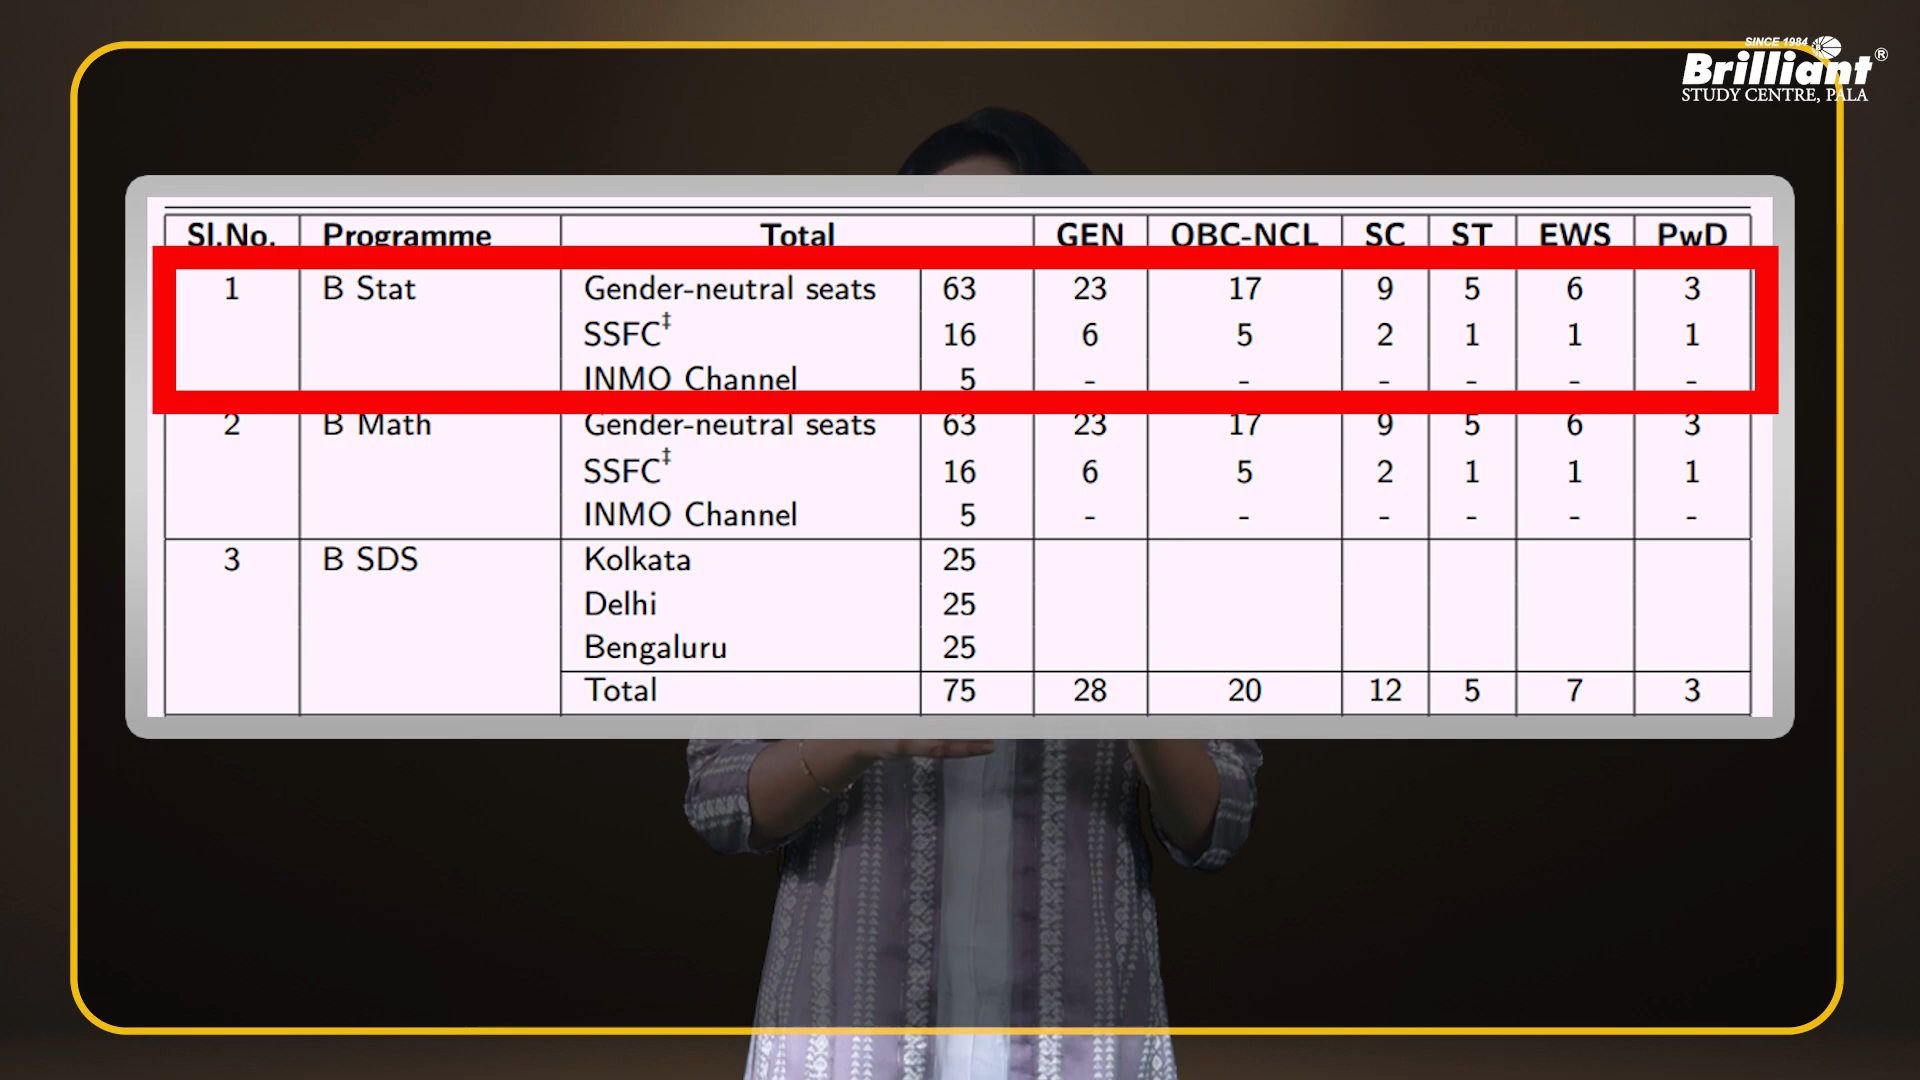 SINCE 1984
Brilliant®
STUDY CENTRE, PALA
Sl.No. Programme Total GEN OBC-NCL SC ST EWS PwD
1 B Stat Gender-neutral seats 63 23 17 9 5 6 3
SSFC‡ 16 6 5 2 1 1 1
INMO Channel 5 - - - - - -
2 B Math Gender-neutral seats 63 23 17 9 5 6 3
SSFC‡ 16 6 5 2 1 1 1
INMO Channel 5 - - - - - -
3 B SDS Kolkata 25
Delhi 25
Bengaluru 25
Total 75 28 20 12 5 7 3